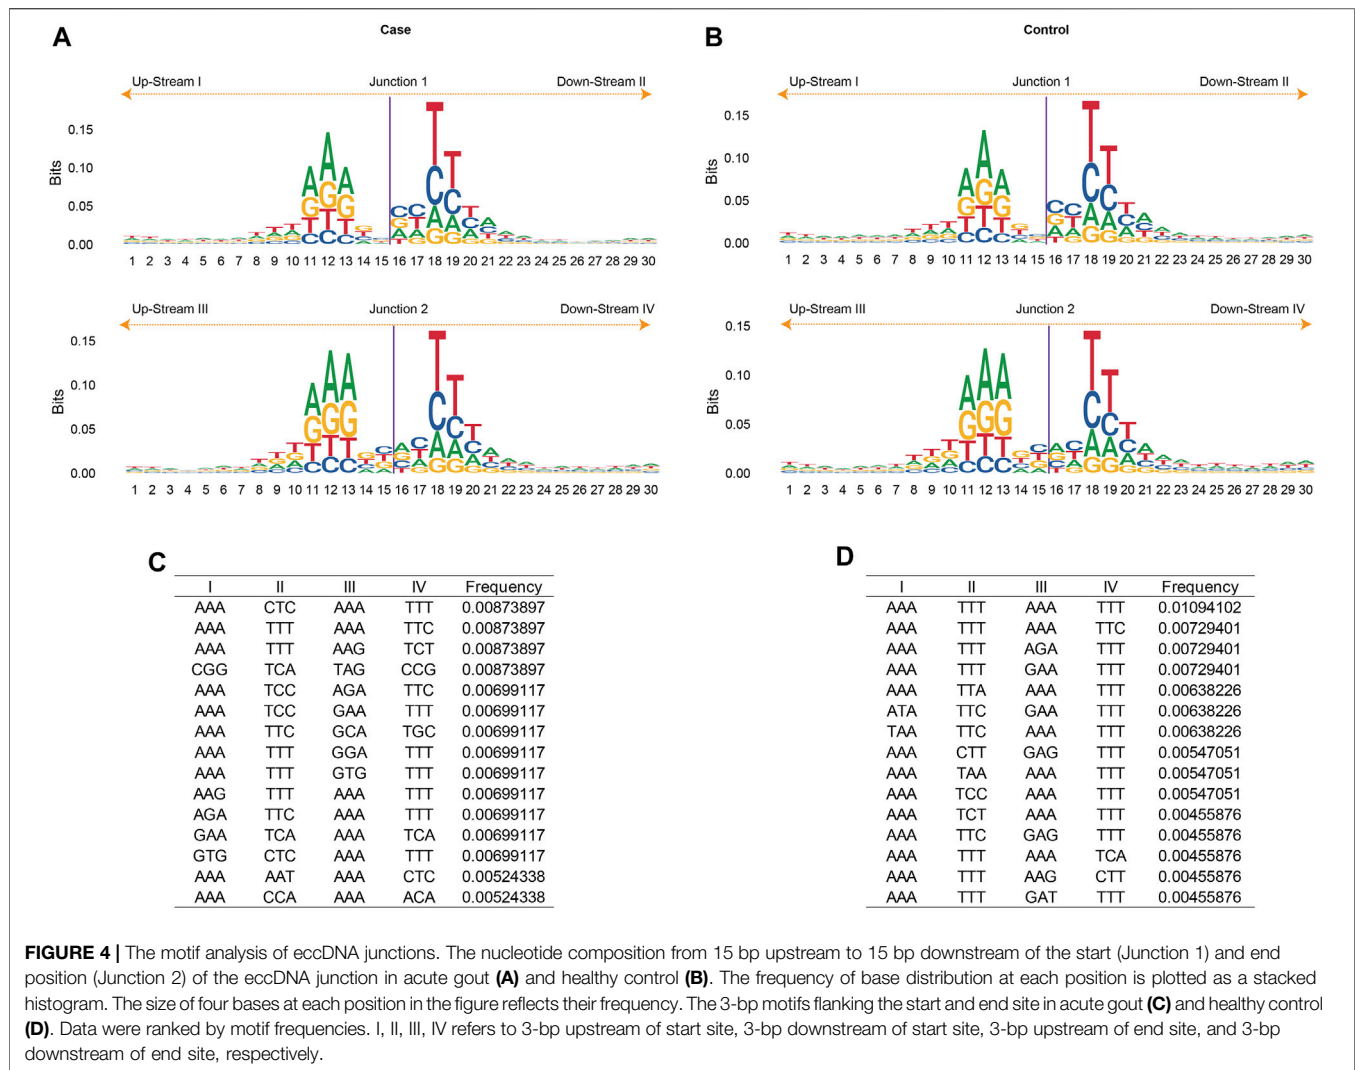 A
Case
B
Control
Up-Stream I Junction 1 Down-Stream II
Up-Stream I Junction 1 Down-Stream II
Bits
0.15
0.10
0.05
0.00
1 2 3 4 5 6 7 8 9 10 11 12 13 14 15 16 17 18 19 20 21 22 23 24 25 26 27 28 29 30
Bits
0.15
0.10
0.05
0.00
1 2 3 4 5 6 7 8 9 10 11 12 13 14 15 16 17 18 19 20 21 22 23 24 25 26 27 28 29 30
Up-Stream III Junction 2 Down-Stream IV
Up-Stream III Junction 2 Down-Stream IV
Bits
0.15
0.10
0.05
0.00
1 2 3 4 5 6 7 8 9 10 11 12 13 14 15 16 17 18 19 20 21 22 23 24 25 26 27 28 29 30
Bits
0.15
0.10
0.05
0.00
1 2 3 4 5 6 7 8 9 10 11 12 13 14 15 16 17 18 19 20 21 22 23 24 25 26 27 28 29 30
C
I II III IV Frequency
AAA CTC AAA TTT 0.00873897
AAA TTT AAA TTC 0.00873897
AAA TTT AAG TCT 0.00873897
CGG TCA TAG CCG 0.00873897
AAA TCC AGA TTC 0.00699117
AAA TCC GAA TTT 0.00699117
AAA TTC GCA TGC 0.00699117
AAA TTT GGA TTT 0.00699117
AAA TTT GTG TTT 0.00699117
AAG TTT AAA TTT 0.00699117
AGA TTC AAA TTT 0.00699117
GAA TCA AAA TCA 0.00699117
GTG CTC AAA TTT 0.00699117
AAA AAT AAA CTC 0.00524338
AAA CCA AAA ACA 0.00524338
D
I II III IV Frequency
AAA TTT AAA TTT 0.01094102
AAA TTT AAA TTC 0.00729401
AAA TTT AGA TTT 0.00729401
AAA TTT GAA TTT 0.00729401
AAA TTA AAA TTT 0.00638226
ATA TTC GAA TTT 0.00638226
TAA TTC AAA TTT 0.00638226
AAA CTT GAG TTT 0.00547051
AAA TAA AAA TTT 0.00547051
AAA TCC AAA TTT 0.00547051
AAA TCT AAA TTT 0.00455876
AAA TTC GAG TTT 0.00455876
AAA TTT AAA TCA 0.00455876
AAA TTT AAG CTT 0.00455876
AAA TTT GAT TTT 0.00455876
FIGURE 4 | The motif analysis of eccDNA junctions. The nucleotide composition from 15 bp upstream to 15 bp downstream of the start (Junction 1) and end
position (Junction 2) of the eccDNA junction in acute gout (A) and healthy control (B). The frequency of base distribution at each position is plotted as a stacked
histogram. The size of four bases at each position in the figure reflects their frequency. The 3-bp motifs flanking the start and end site in acute gout (C) and healthy control
(D). Data were ranked by motif frequencies. I, II, III, IV refers to 3-bp upstream of start site, 3-bp downstream of start site, 3-bp upstream of end site, and 3-bp
downstream of end site, respectively.